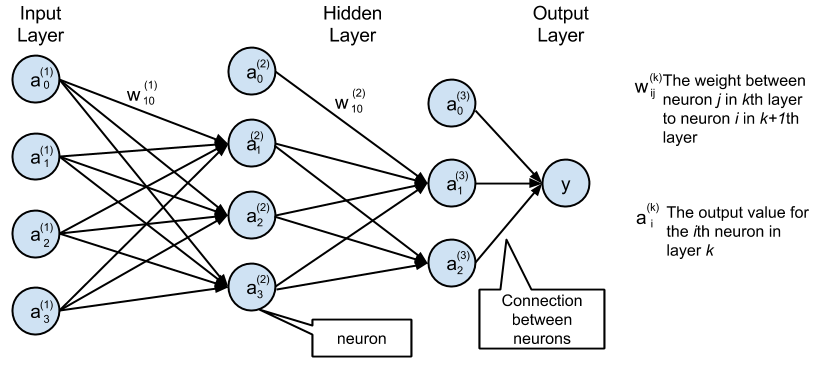 Input
Layer
Hidden
Layer
Output
Layer
a₀⁽¹⁾
a₁⁽¹⁾
a₂⁽¹⁾
a₃⁽¹⁾
w₁₀⁽¹⁾
a₀⁽²⁾
a₁⁽²⁾
a₂⁽²⁾
a₃⁽²⁾
w₁₀⁽²⁾
a₀⁽³⁾
a₁⁽³⁾
a₂⁽³⁾
y
neuron
Connection
between
neurons
wᵢⱼ⁽ᵏ⁾ The weight between
neuron j in kth layer
to neuron i in k+1th
layer
aᵢ⁽ᵏ⁾ The output value for
the ith neuron in
layer k